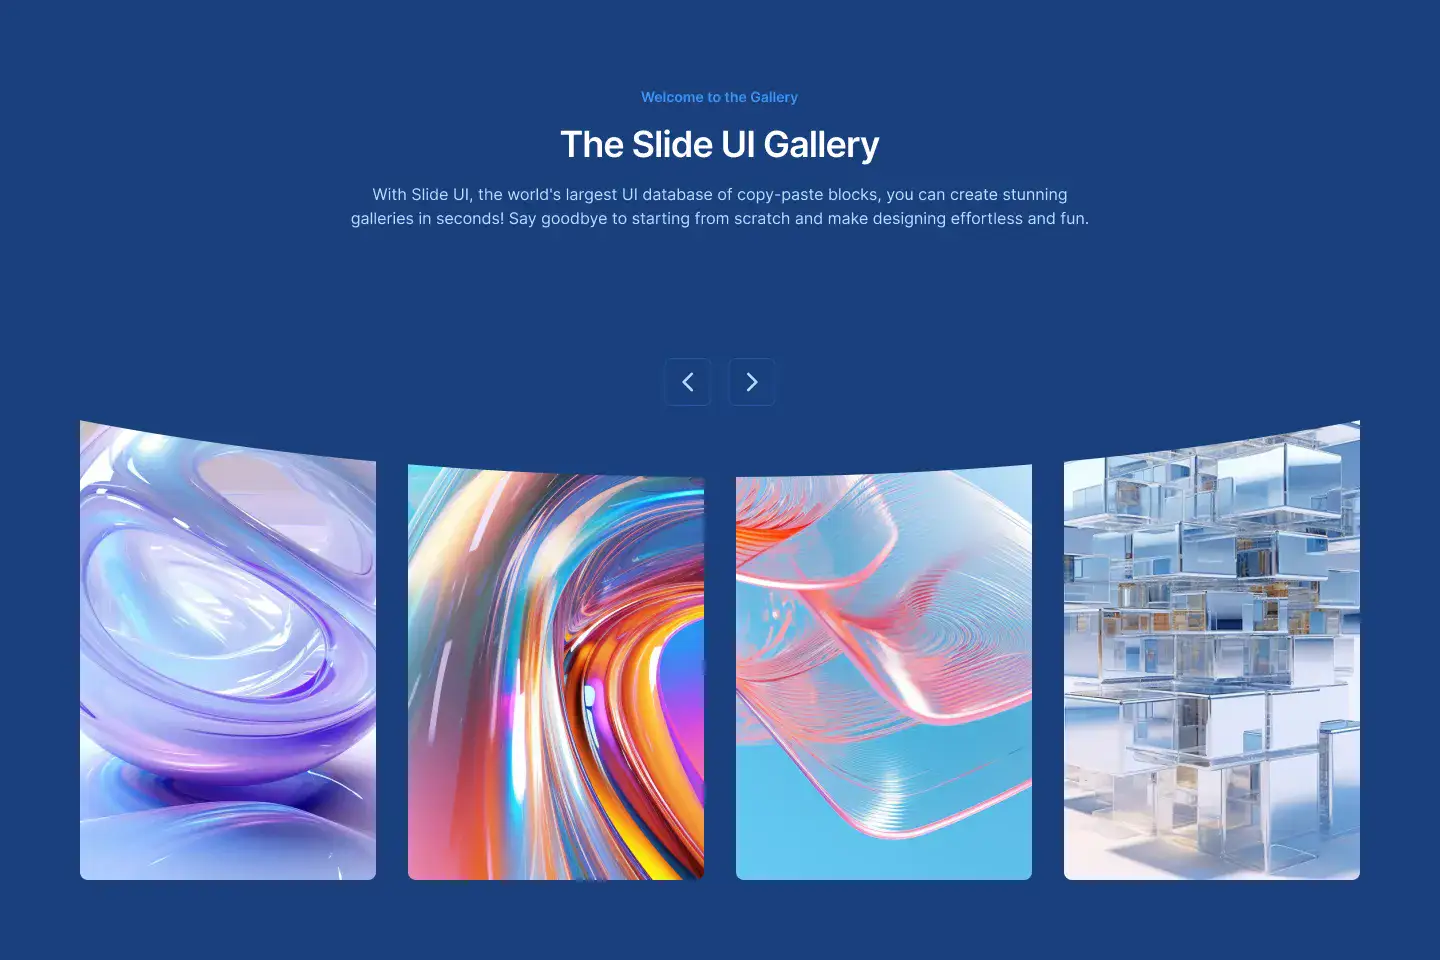 Welcome to the Gallery
The Slide UI Gallery
With Slide UI, the world's largest UI database of copy-paste blocks, you can create stunning
galleries in seconds! Say goodbye to starting from scratch and make designing effortless and fun.